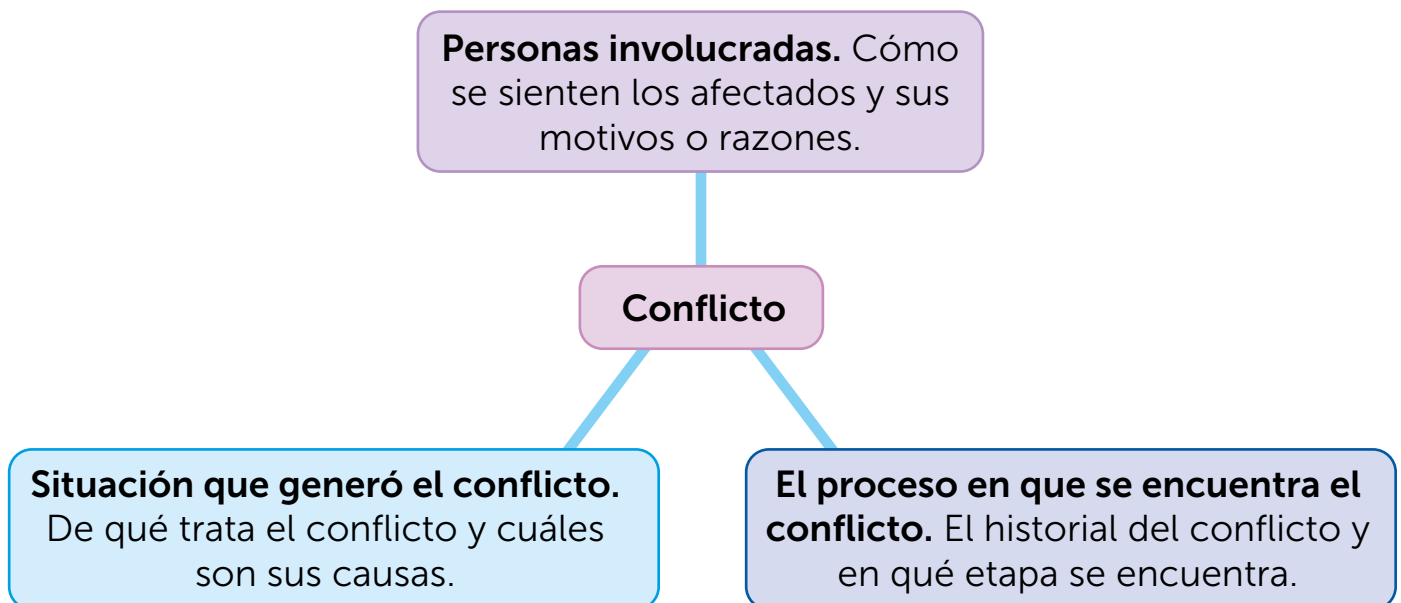 Personas involucradas. Cómo
se sienten los afectados y sus
motivos o razones.
Conflicto
Situación que generó el conflicto.
De qué trata el conflicto y cuáles
son sus causas.
El proceso en que se encuentra el
conflicto. El historial del conflicto y
en qué etapa se encuentra.